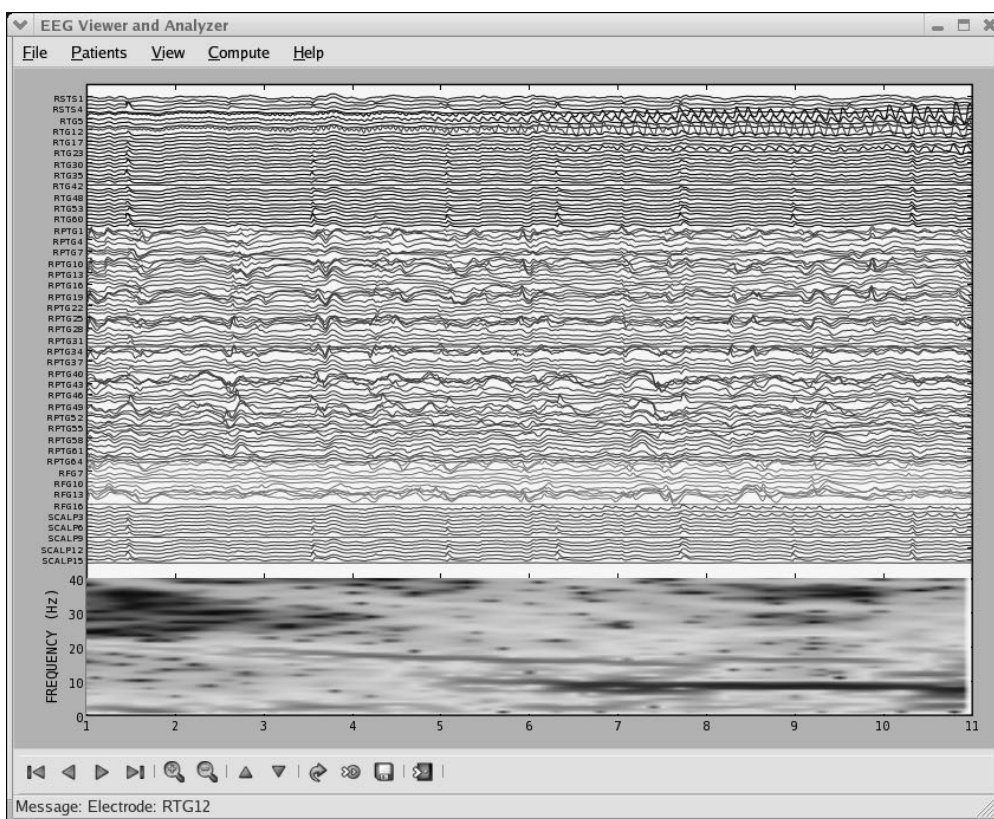 EEG Viewer and Analyzer
File Patients View Compute Help
RSTS1
RSTS4
RTG5
RTG12
RTG17
RTG23
RTG30
RTG35
RTG42
RTG48
RTG53
RTG60
RPTG1
RPTG4
RPTG7
RPTG10
RPTG13
RPTG16
RPTG19
RPTG22
RPTG25
RPTG28
RPTG31
RPTG34
RPTG37
RPTG40
RPTG43
RPTG46
RPTG49
RPTG52
RPTG55
RPTG58
RPTG61
RPTG64
RFG7
RFG10
RFG13
RFG16
SCALP3
SCALP6
SCALP9
SCALP12
SCALP15
40
30
20
10
0
FREQUENCY (Hz)
1 2 3 4 5 6 7 8 9 10 11
Message: Electrode: RTG12